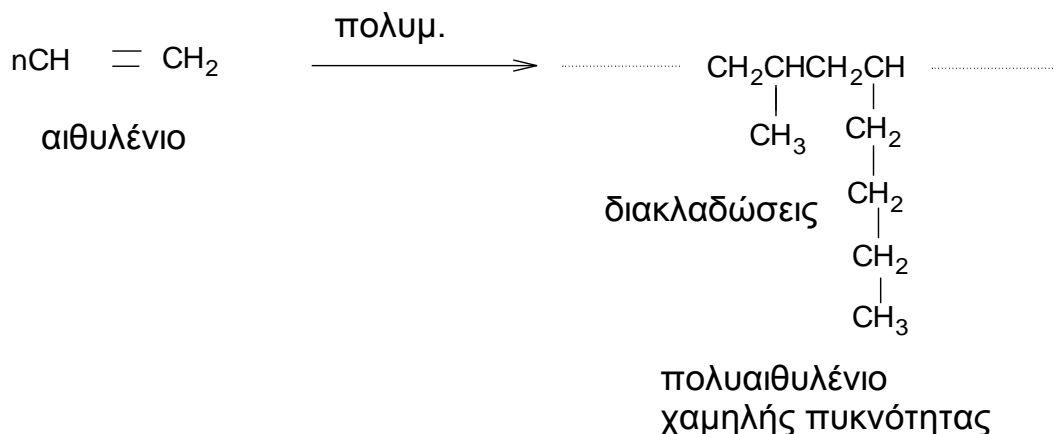 πολυμ.
nCH = CH2 CH2CHCH2CH
αιθυλένιο
CH3 CH2
διακλαδώσεις CH2
CH2
CH3
πολυαιθυλένιο
χαμηλής πυκνότητας